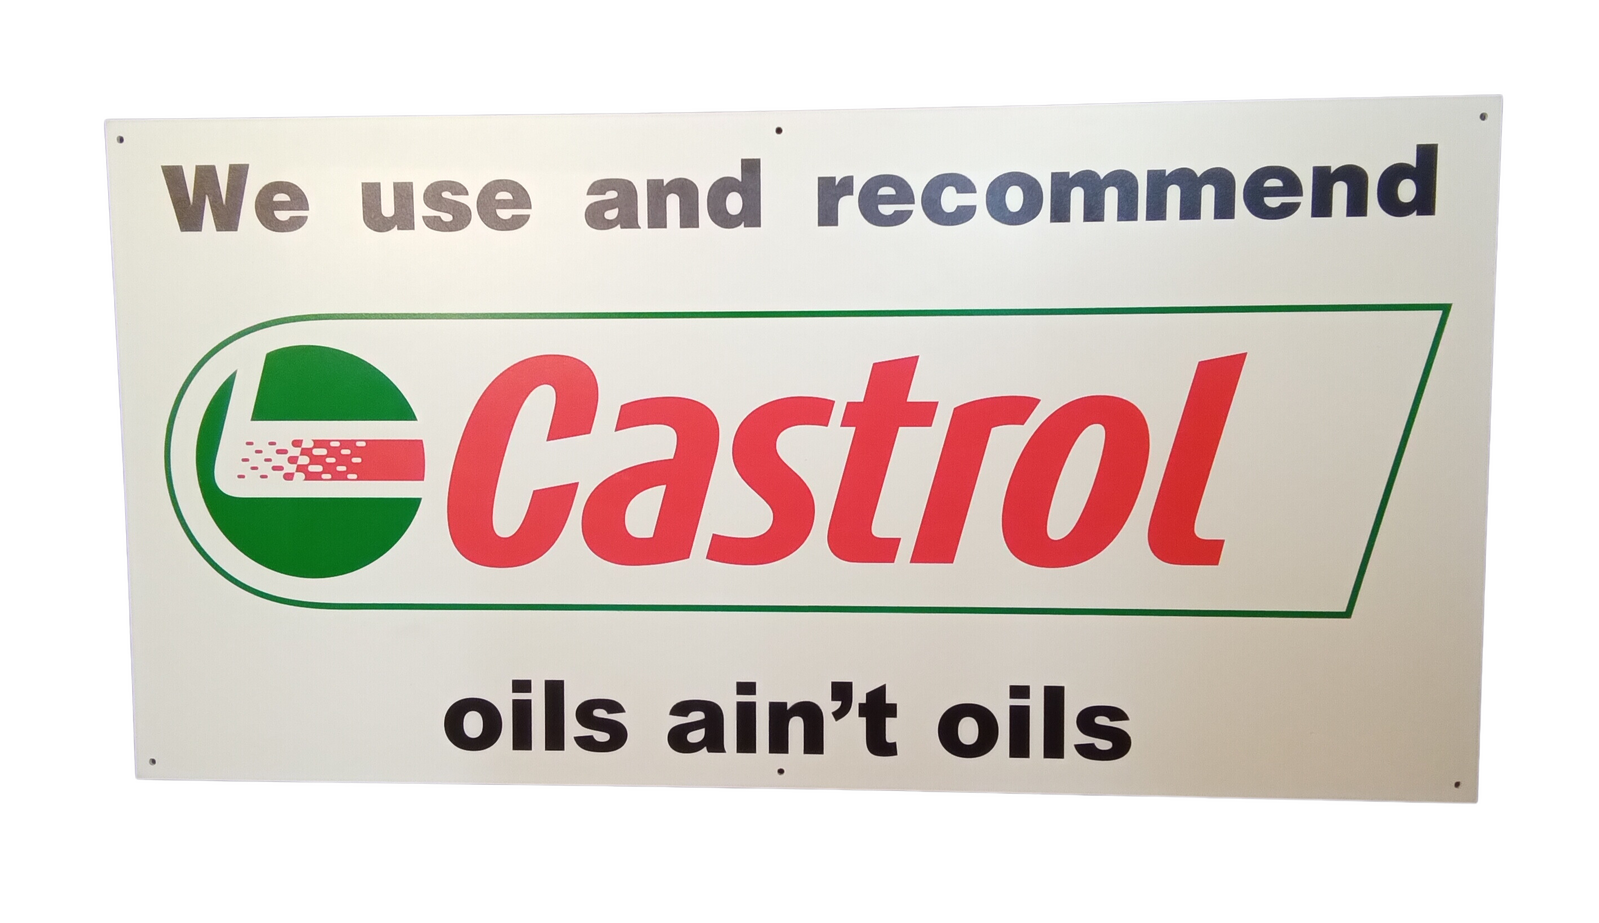 We use and recommend
Castrol
oils ain't oils